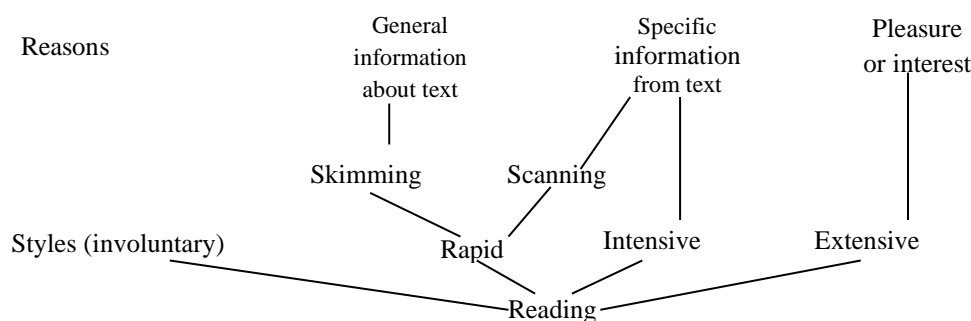 Reasons
General
information
about text
Specific
information
from text
Pleasure
or interest
Skimming
Scanning
Styles (involuntary)
Rapid
Intensive
Extensive
Reading